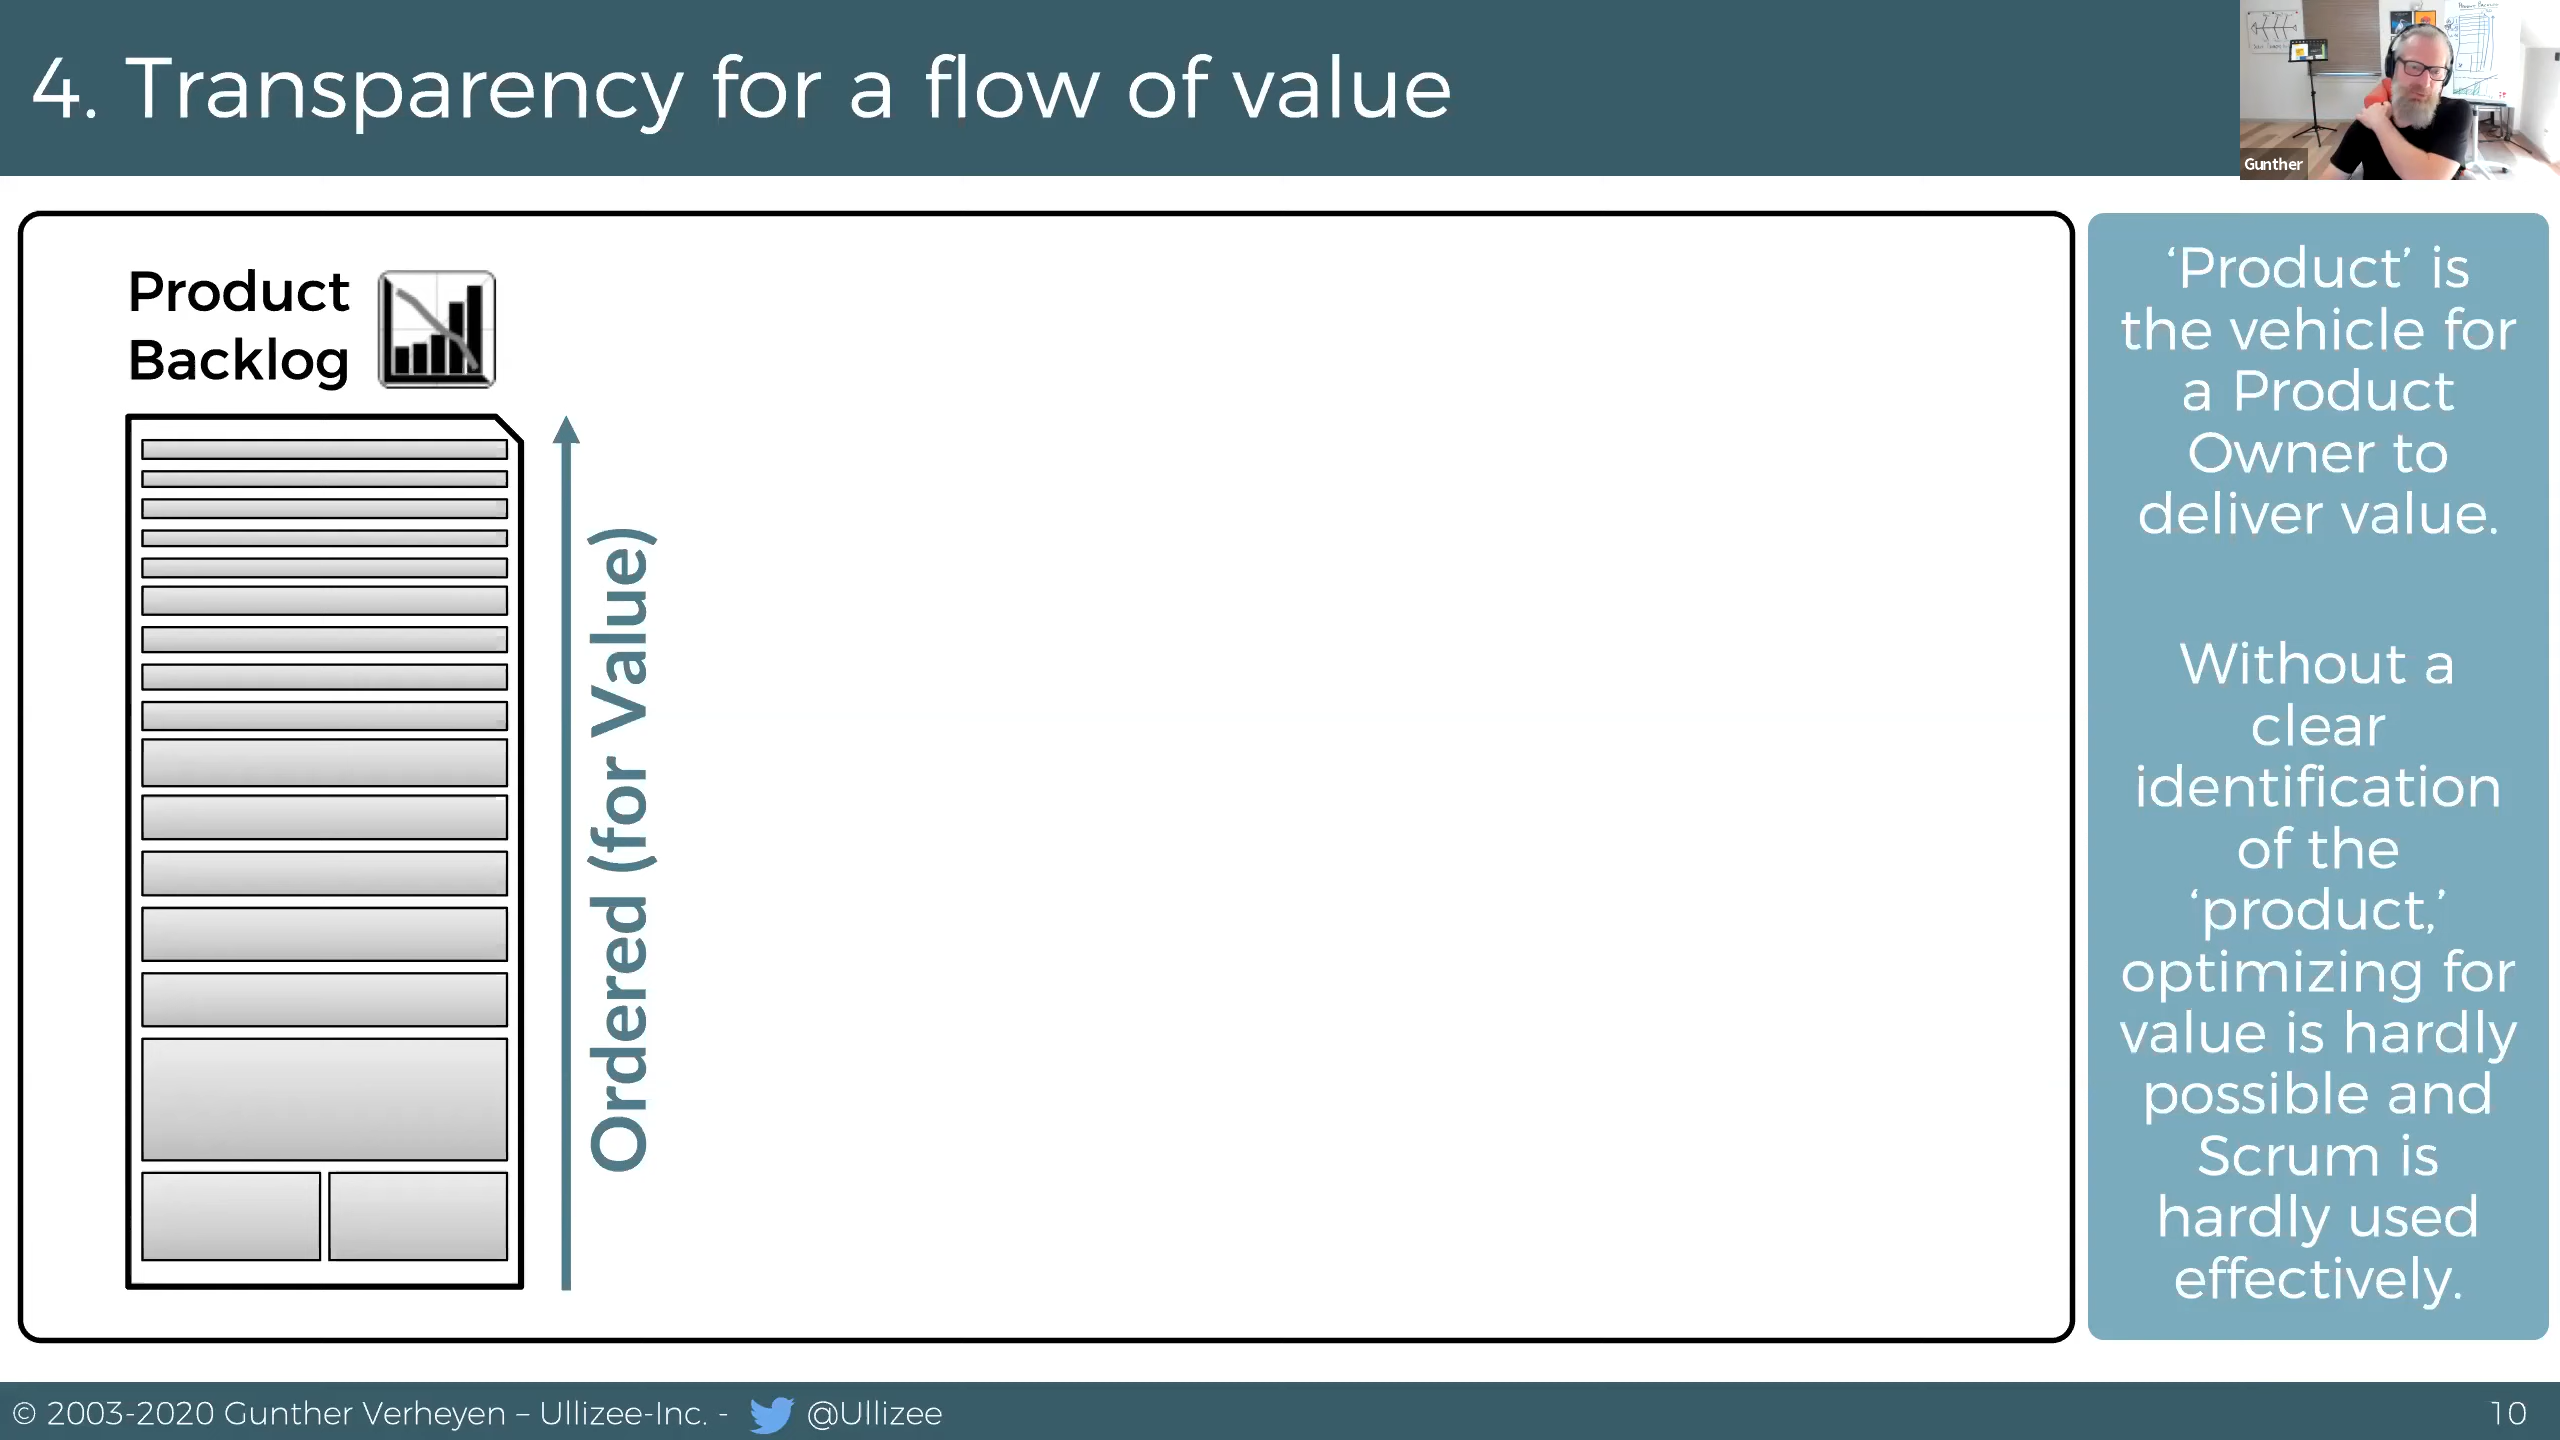 4. Transparency for a flow of value
Gunther
Product
Backlog
Ordered (for Value)
‘Product’ is
the vehicle for
a Product
Owner to
deliver value.
Without a
clear
identification
of the
‘product,’
optimizing for
value is hardly
possible and
Scrum is
hardly used
effectively.
© 2003-2020 Gunther Verheyen – Ullizee-Inc. - @Ullizee
10